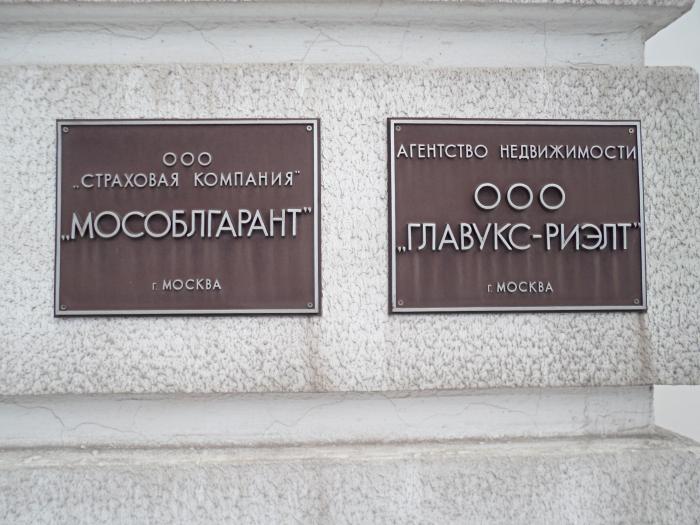 ООО
„СТРАХОВАЯ КОМПАНИЯ"
„МОСОБЛГАРАНТ"
г. МОСКВА
АГЕНТСТВО НЕДВИЖИМОСТИ
ООО
„ГЛАВУКС-РИЭЛТ"
г. МОСКВА